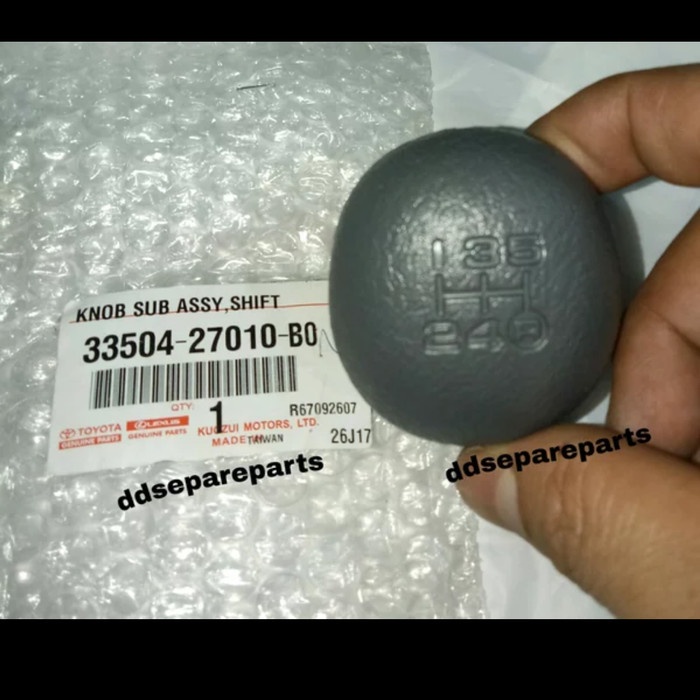 KNOB SUB ASSY,SHIFT
33504-27010-B0
QTY: 1
R67092607
TOYOTA
GENUINE PARTS
LEXUS
GENUINE PARTS
KUOZUI MOTORS, LTD.
MADE IN TAIWAN
26J17
1 3 5
2 4 R
ddsepareparts
ddsepareparts